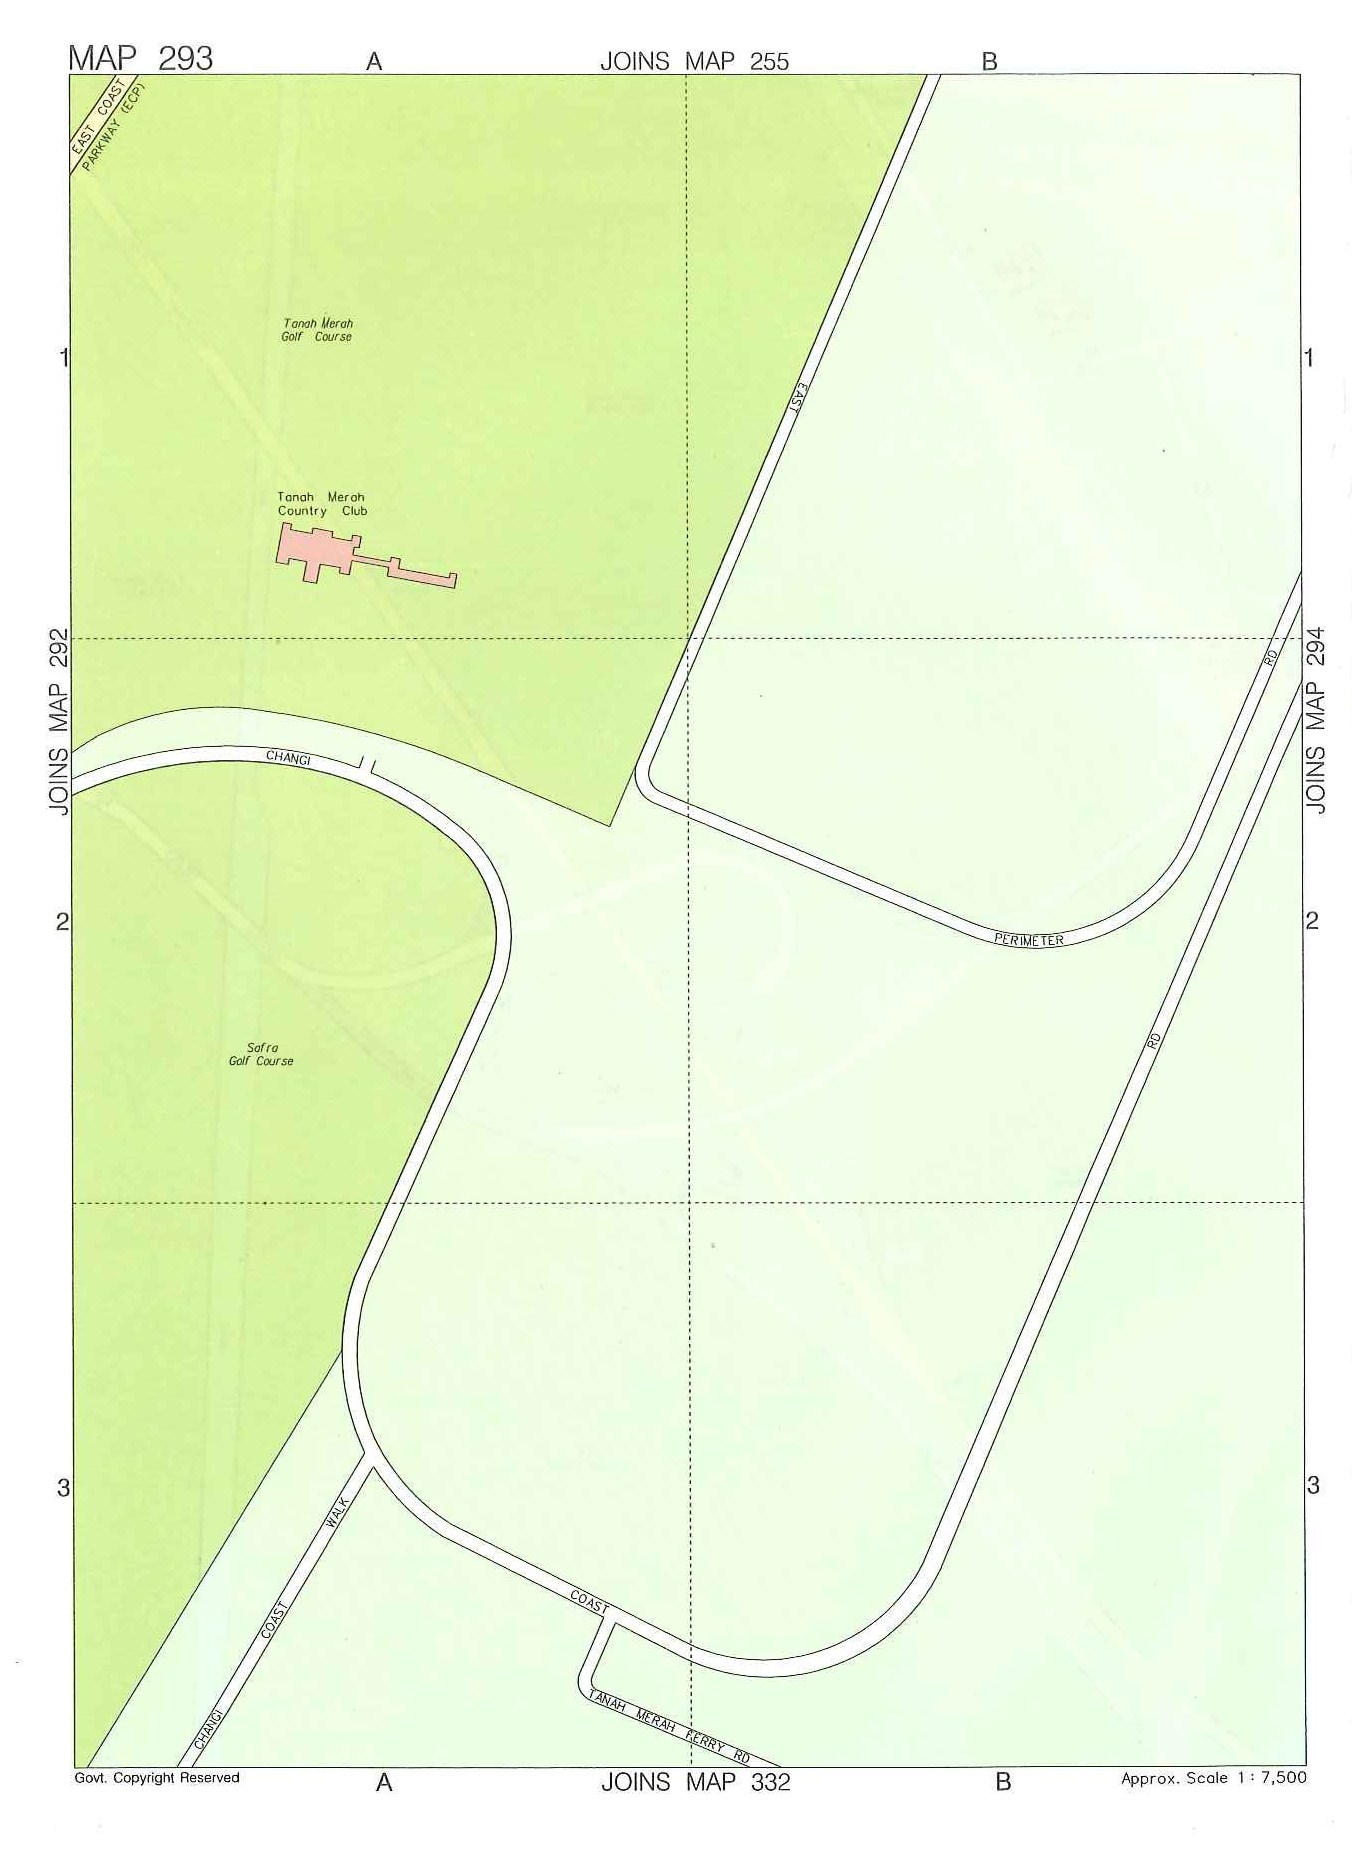 MAP 293
A
JOINS MAP 255
B
EAST COAST
PARKWAY (ECP)
Tanah Merah
Golf Course
1
1
EAST
Tanah Merah
Country Club
JOINS MAP 292
JOINS MAP 294
RD
CHANGI
2
2
PERIMETER
RD
Safra
Golf Course
3
3
WALK
COAST
COAST
CHANGI
TANAH MERAH FERRY RD
Govt. Copyright Reserved
A
JOINS MAP 332
B
Approx. Scale 1 : 7,500